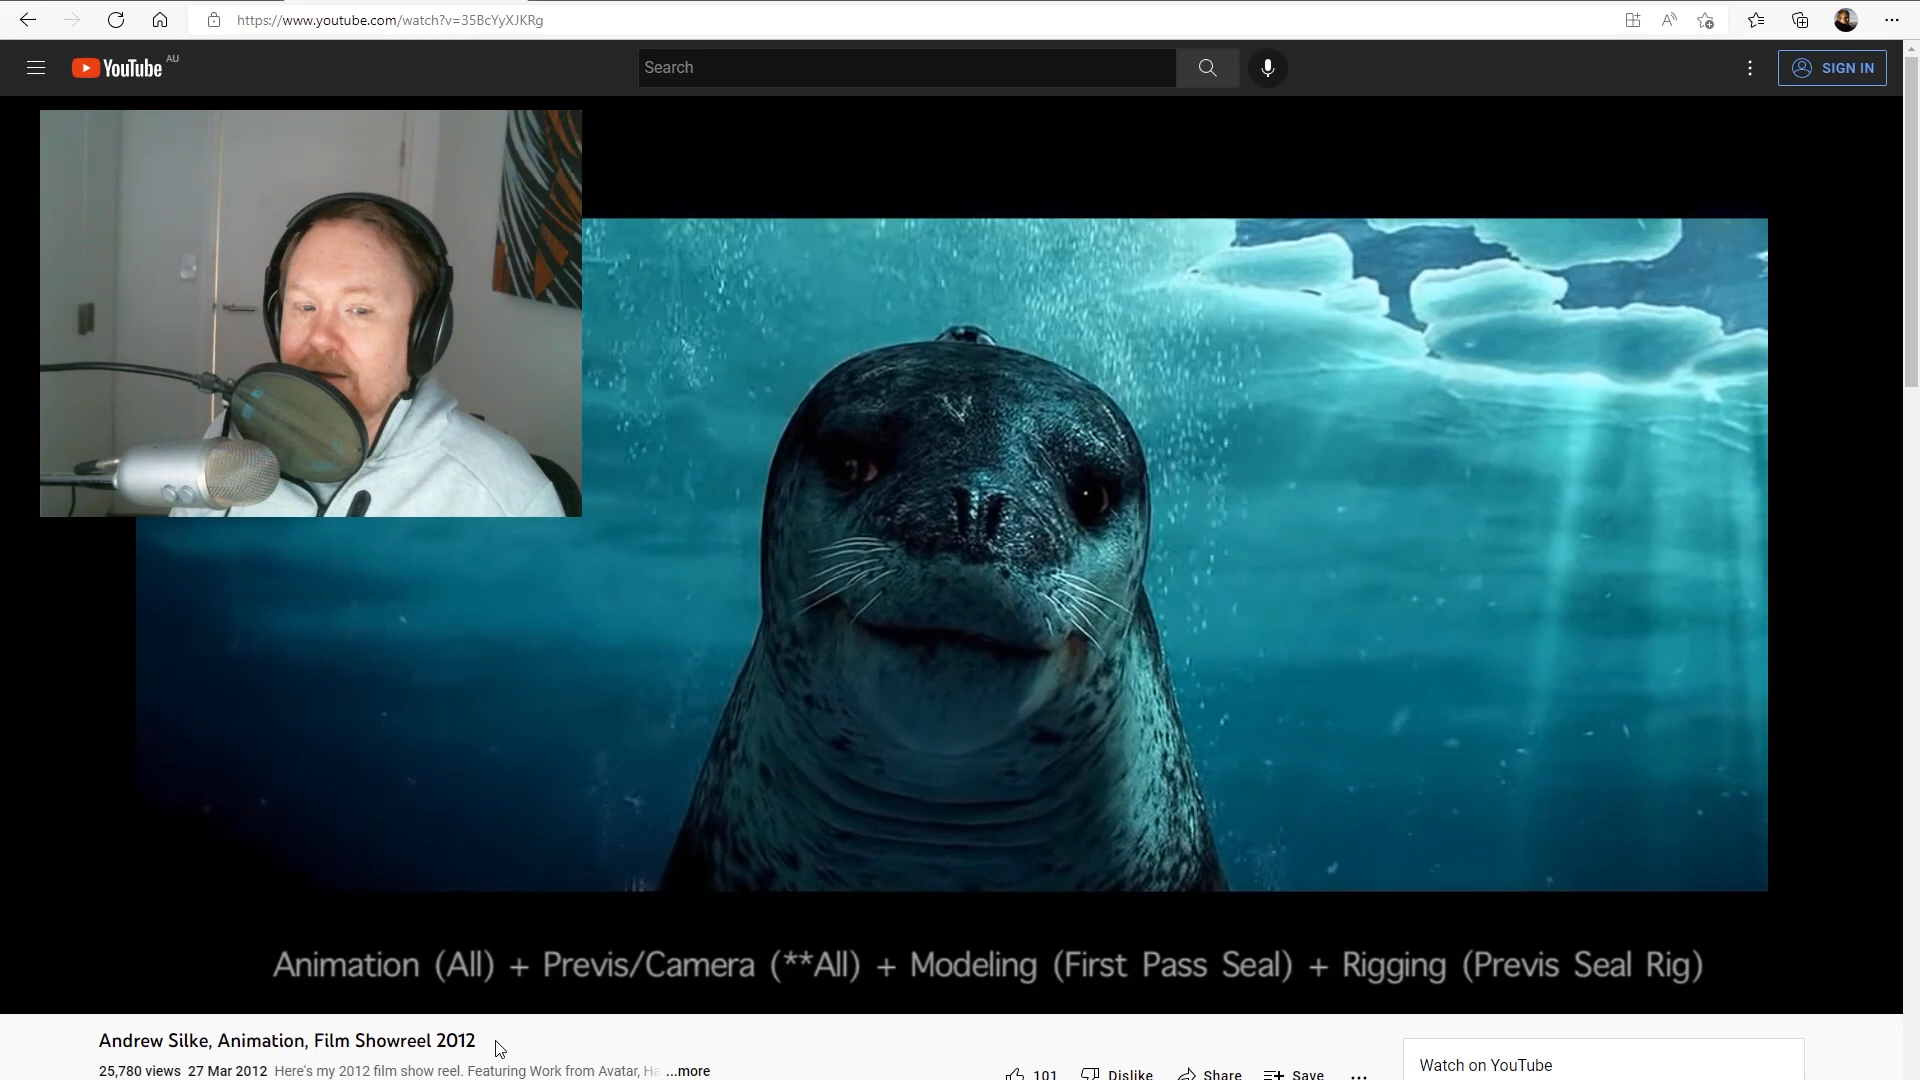 https://www.youtube.com/watch?v=35BcYyXJKRg
YouTube AU
Search
SIGN IN
Animation (All) + Previs/Camera (**All) + Modeling (First Pass Seal) + Rigging (Previs Seal Rig)
Andrew Silke, Animation, Film Showreel 2012
25,780 views 27 Mar 2012 Here's my 2012 film show reel. Featuring Work from Avatar, Ha ...more
101 Dislike Share Save
Watch on YouTube